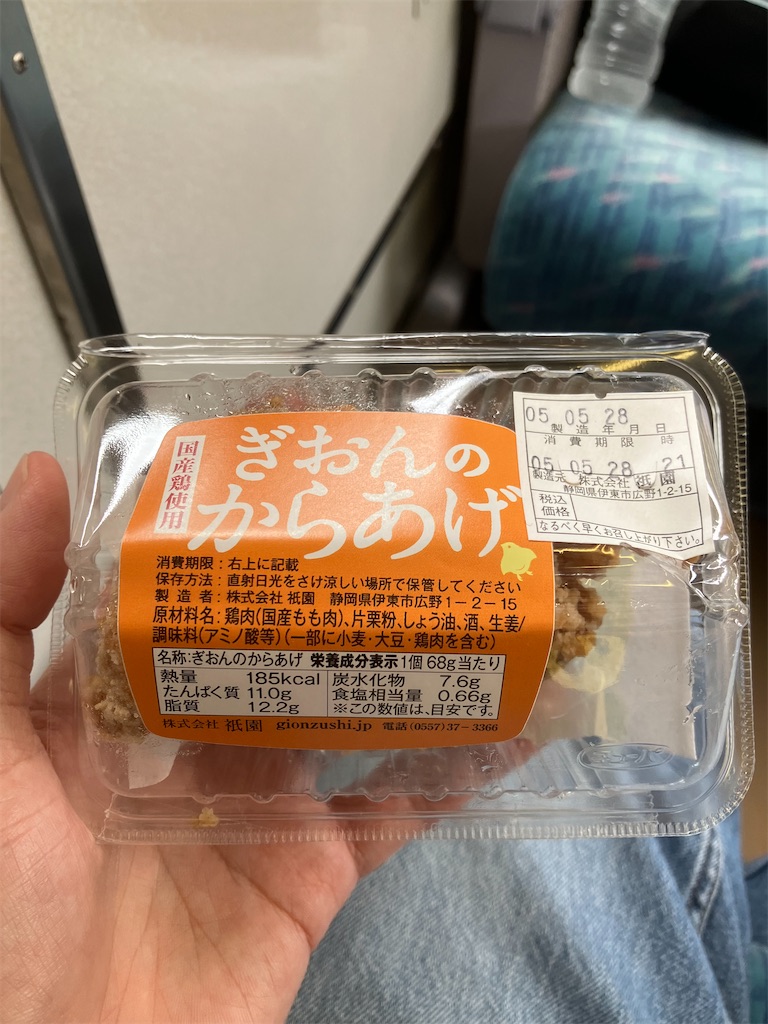 国産鶏使用
ぎおんの
からあげ
消費期限：右上に記載
保存方法：直射日光をさけ涼しい場所で保管してください
製造者：株式会社 祇園　静岡県伊東市広野1－2－15
原材料名：鶏肉(国産もも肉)、片栗粉、しょう油、酒、生姜/
調味料(アミノ酸等)(一部に小麦・大豆・鶏肉を含む)
名称:ぎおんのからあげ 栄養成分表示1個 68g当たり
熱量 185kcal 炭水化物 7.6g
たんぱく質 11.0g 食塩相当量 0.66g
脂質 12.2g ※この数値は、目安です。
株式会社 祇園 gionzushi.jp 電話(0557)37-3366
05.05.28
製造年月日
消費期限 時
05.05.28 /21
製造元 株式会社 祇園
静岡県伊東市広野1-2-15
税込
価格
なるべく早くお召し上がり下さい。